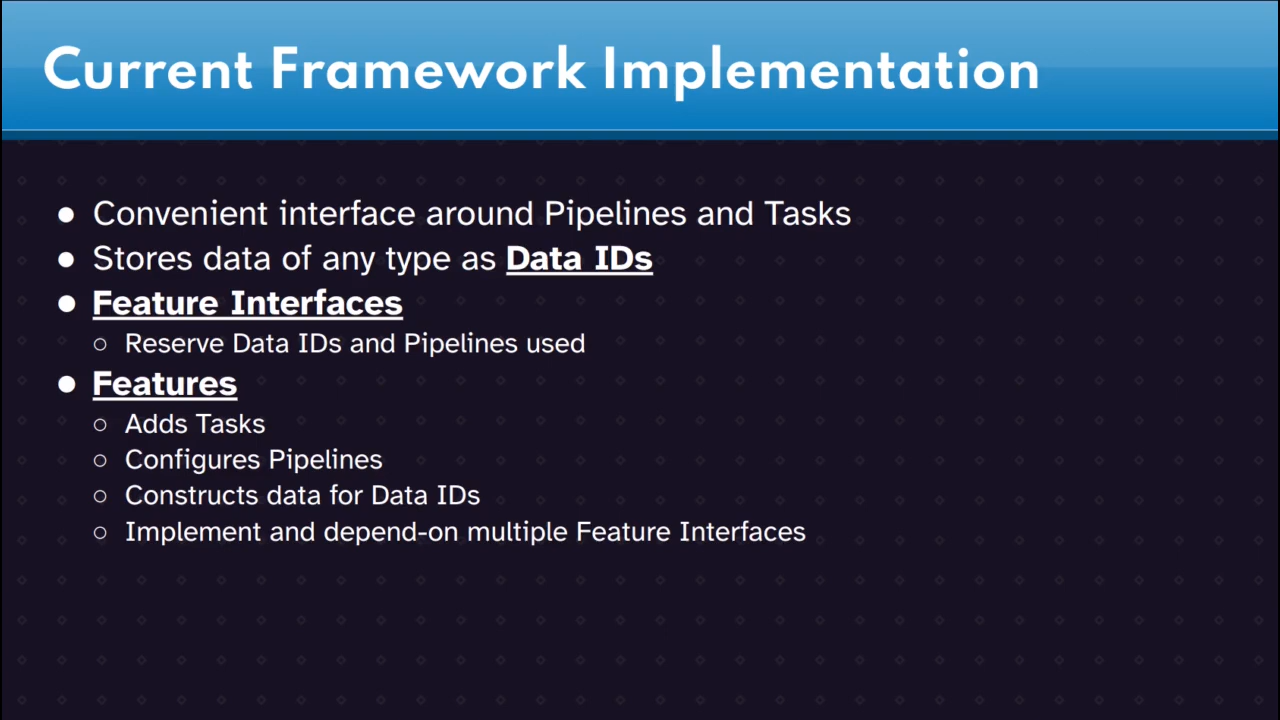 Current Framework Implementation
● Convenient interface around Pipelines and Tasks
● Stores data of any type as Data IDs
● Feature Interfaces
○ Reserve Data IDs and Pipelines used
● Features
○ Adds Tasks
○ Configures Pipelines
○ Constructs data for Data IDs
○ Implement and depend-on multiple Feature Interfaces